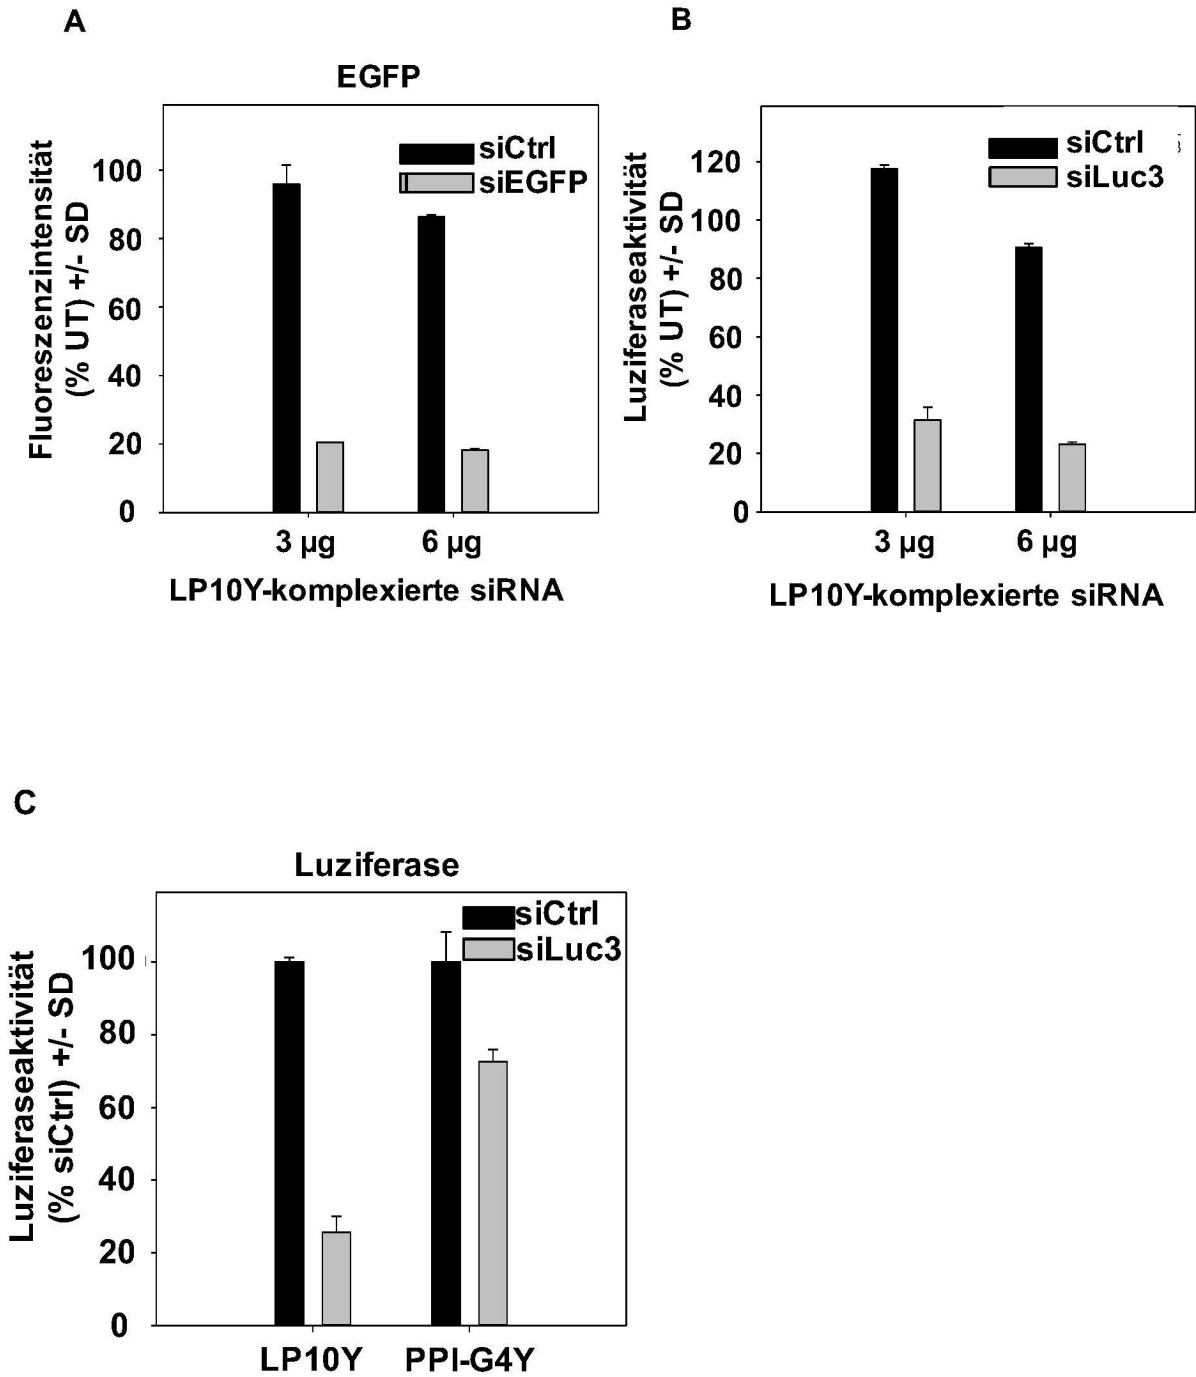 A
EGFP
Fluoreszenzintensität
(% UT) +/- SD
siCtrl
siEGFP
100
80
60
40
20
0
3 µg
6 µg
LP10Y-komplexierte siRNA
B
Luziferaseaktivität
(% UT) +/- SD
siCtrl
siLuc3
120
100
80
60
40
20
0
3 µg
6 µg
LP10Y-komplexierte siRNA
C
Luziferase
Luziferaseaktivität
(% siCtrl) +/- SD
siCtrl
siLuc3
100
80
60
40
20
0
LP10Y
PPI-G4Y